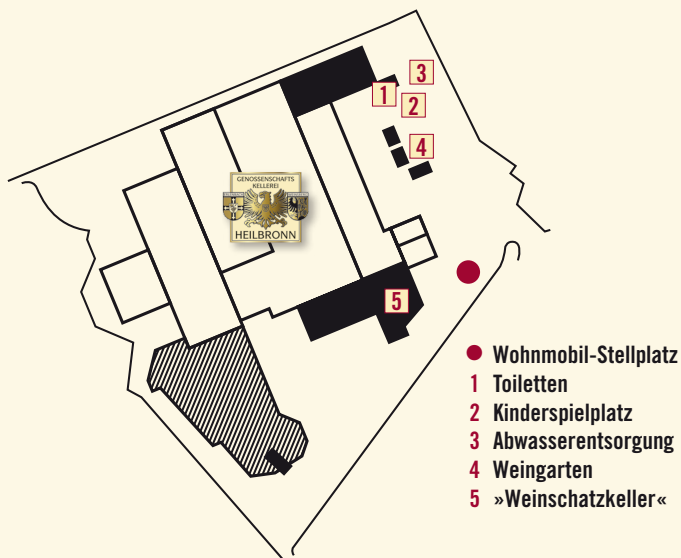 3
1
2
4
GENOSSENSCHAFTS
KELLEREI
HEILBRONN
5
Wohnmobil-Stellplatz
1 Toiletten
2 Kinderspielplatz
3 Abwasserentsorgung
4 Weingarten
5 »Weinschatzkeller«